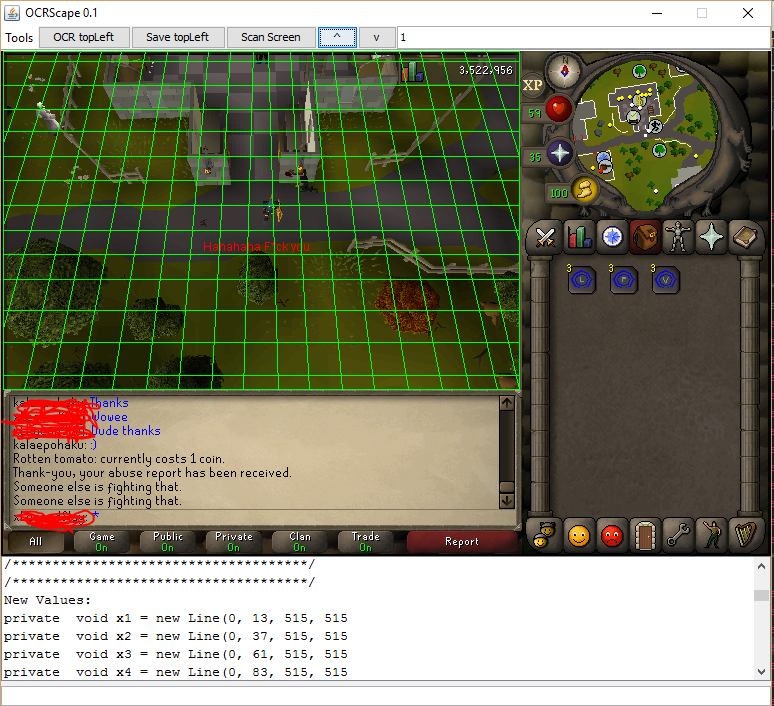 OCRScape 0.1
Tools OCR topLeft Save topLeft Scan Screen ^ v 1
3,522,956
XP
59
35
100
Hahahaha F ck you
3 3 3
Thanks
Wowee
Dude thanks
kalaepohaku: :)
Rotten tomato: currently costs 1 coin.
Thank-you, your abuse report has been received.
Someone else is fighting that.
Someone else is fighting that.
*
All Game Public Private Clan Trade Report
On On On On On
/*************************************/
/*************************************/
New Values:
private void x1 = new Line(0, 13, 515, 515
private void x2 = new Line(0, 37, 515, 515
private void x3 = new Line(0, 61, 515, 515
private void x4 = new Line(0, 83, 515, 515